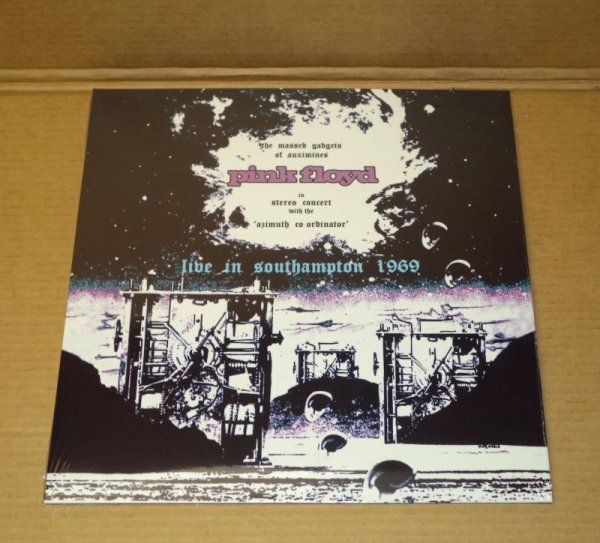 the massed gadgets
of auximines
pink floyd
in
stereo concert
with the
'azimuth co ordinator'
live in southampton 1969